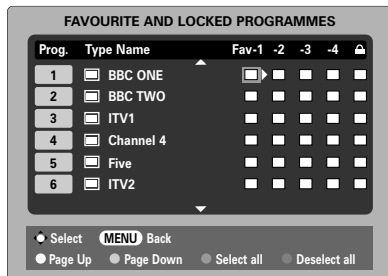 FAVOURITE AND LOCKED PROGRAMMES
Prog. Type Name Fav-1 -2 -3 -4
1 BBC ONE
2 BBC TWO
3 ITV1
4 Channel 4
5 Five
6 ITV2
Select MENU Back
Page Up Page Down Select all Deselect all